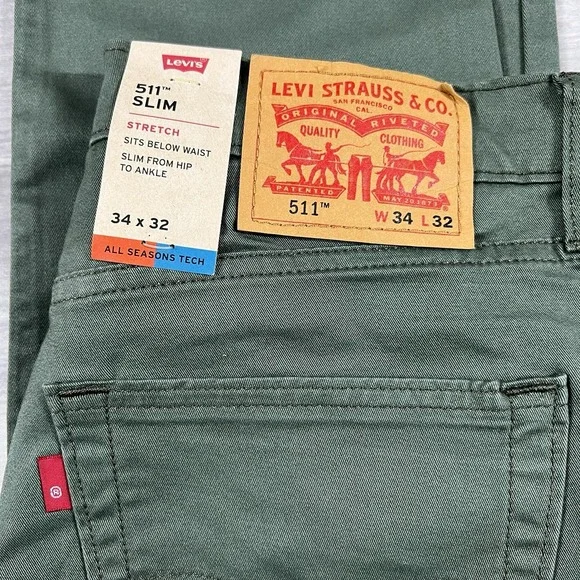 Levi's
511™
SLIM
STRETCH
SITS BELOW WAIST
SLIM FROM HIP
TO ANKLE
34 x 32
ALL SEASONS TECH
LEVI STRAUSS & CO.
SAN FRANCISCO
CAL.
ORIGINAL RIVETED
QUALITY CLOTHING
PATENTED MAY 20 1873
511™ W 34 L 32
®